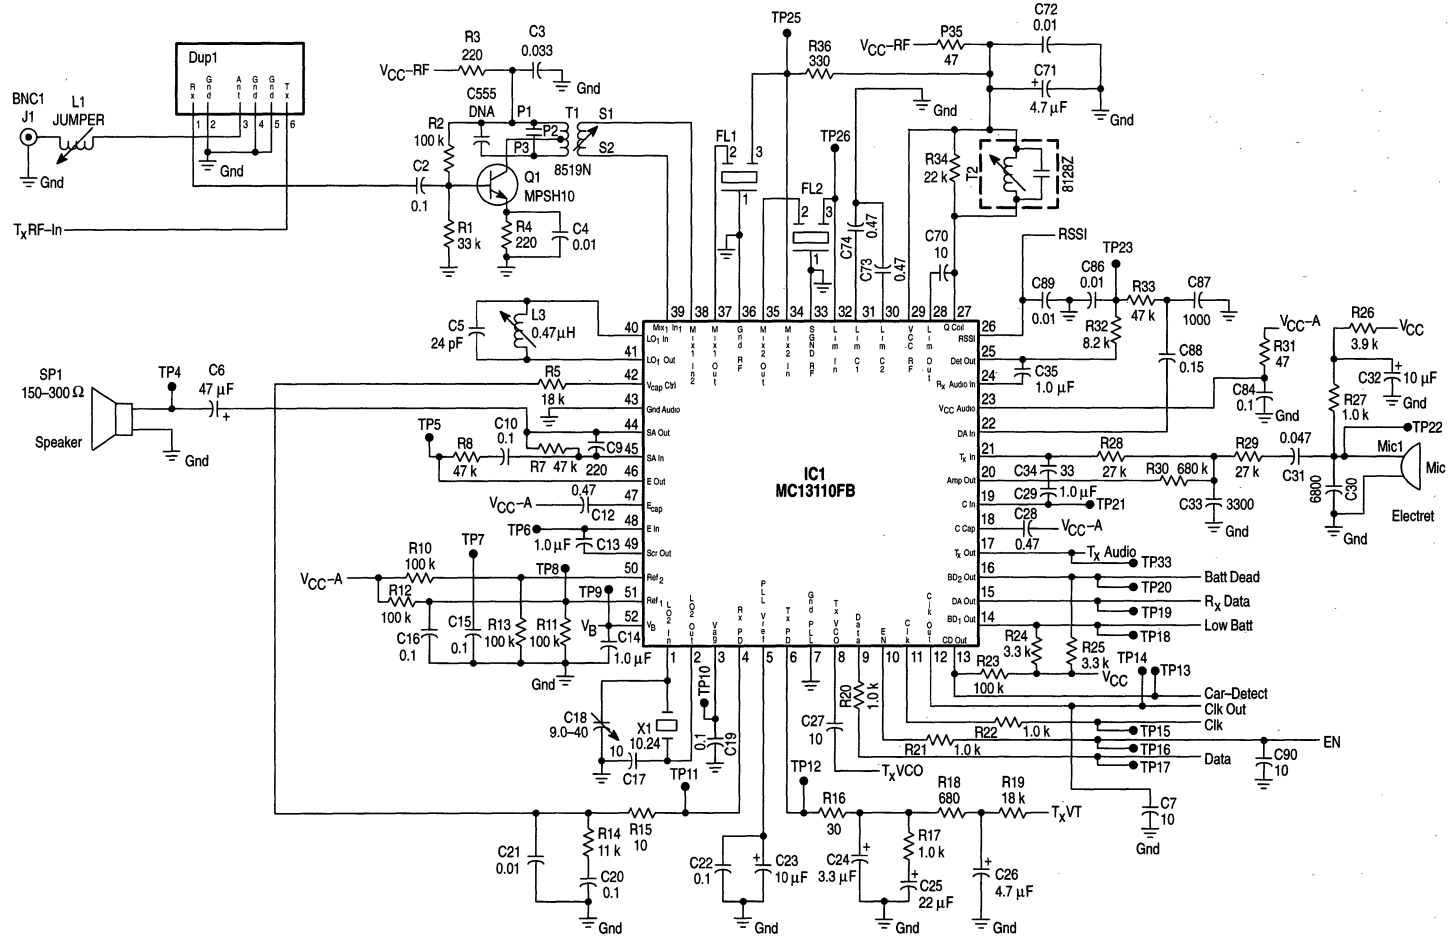 BNC1
J1
L1
JUMPER
Gnd
TxRF–In
Dup1
Rx
Gnd
Ant
Gnd
Gnd
Tx
1 2 3 4 5 6
Gnd
VCC–RF
R3
220
C3
0.033
Gnd
C555
DNA
P1
P2
P3
T1
8519N
S1
S2
R2
100 k
C2
0.1
Q1
MPSH10
R1
33 k
R4
220
C4
0.01
FL1
2
3
1
TP25
R36
330
TP26
FL2
2
3
1
VCC–RF
P35
47
C72
0.01
C71
+
4.7 µF
Gnd
Gnd
R34
22 k
T2
8128Z
C74
0.47
C73
0.47
C70
10
RSSI
TP23
C89
0.01
C86
0.01
R33
47 k
C87
1000
R32
8.2 k
C88
0.15
C35
1.0 µF
VCC–A
R31
47
C84
0.1
Gnd
R26
3.9 k
VCC
C32
+
10 µF
Gnd
R27
1.0 k
TP22
Mic1
Mic
Electret
C5
24 pF
L3
0.47 µH
SP1
150–300 Ω
Speaker
TP4
C6
47 µF
+
Gnd
R5
18 k
TP5
R8
47 k
C10
0.1
R7
47 k
C9
220
VCC–A
0.47
C12
TP6
1.0 µF
C13
TP7
TP8
TP9
R10
100 k
VCC–A
R12
100 k
VB
C16
0.1
C15
0.1
R13
100 k
R11
100 k
C14
1.0 µF
Gnd
IC1
MC13110FB
39 38 37 36 35 34 33 32 31 30 29 28 27
Mix1 In1
Mix1 In2
Mix1 Out
Gnd RF
Mix2 Out
Mix2 In
SGND RF
Lim In
Lim C1
Lim C2
VCC RF
Lim Out
Q Coil
40
LO1 In
41
LO1 Out
42
Vcap Ctrl
43
Gnd Audio
44
SA Out
45
SA In
46
E Out
47
Ecap
48
E In
49
Scr Out
50
Ref2
51
Ref1
52
VB
26
RSSI
25
Det Out
24
Rx Audio In
23
VCC Audio
22
DA In
21
Tx In
20
Amp Out
19
C In
18
C Cap
17
Tx Out
16
BD2 Out
15
DA Out
14
BD1 Out
LO2 In
LO2 Out
Vag
Rx PD
PLL Vref
Tx PD
Gnd PLL
Tx VCO
Data
EN
Clk
Clk Out
CD Out
1 2 3 4 5 6 7 8 9 10 11 12 13
R28
27 k
C34
33
R30
680 k
R29
27 k
0.047
C31
C29
1.0 µF
C33
3300
Gnd
6800
C30
Gnd
TP21
C28
0.47
VCC–A
Tx Audio
TP33
Batt Dead
TP20
Rx Data
TP19
Low Batt
TP18
R24
3.3 k
R25
3.3 k
R23
100 k
VCC
TP14
TP13
Car–Detect
Clk Out
Clk
TP15
TP16
TP17
R22
1.0 k
R21
1.0 k
R20
1.0 k
Data
EN
C90
10
C7
10
Gnd
C18
9.0–40
X1
10.24
10
C17
TP10
0.1
C19
TP11
C27
10
TxVCO
TP12
R16
30
R18
680
R19
18 k
TxVT
R17
1.0 k
C24
+
3.3 µF
C25
+
22 µF
C26
+
4.7 µF
Gnd
Gnd
R15
10
R14
11 k
C21
0.01
C20
0.1
Gnd
C22
0.1
C23
+
10 µF
Gnd